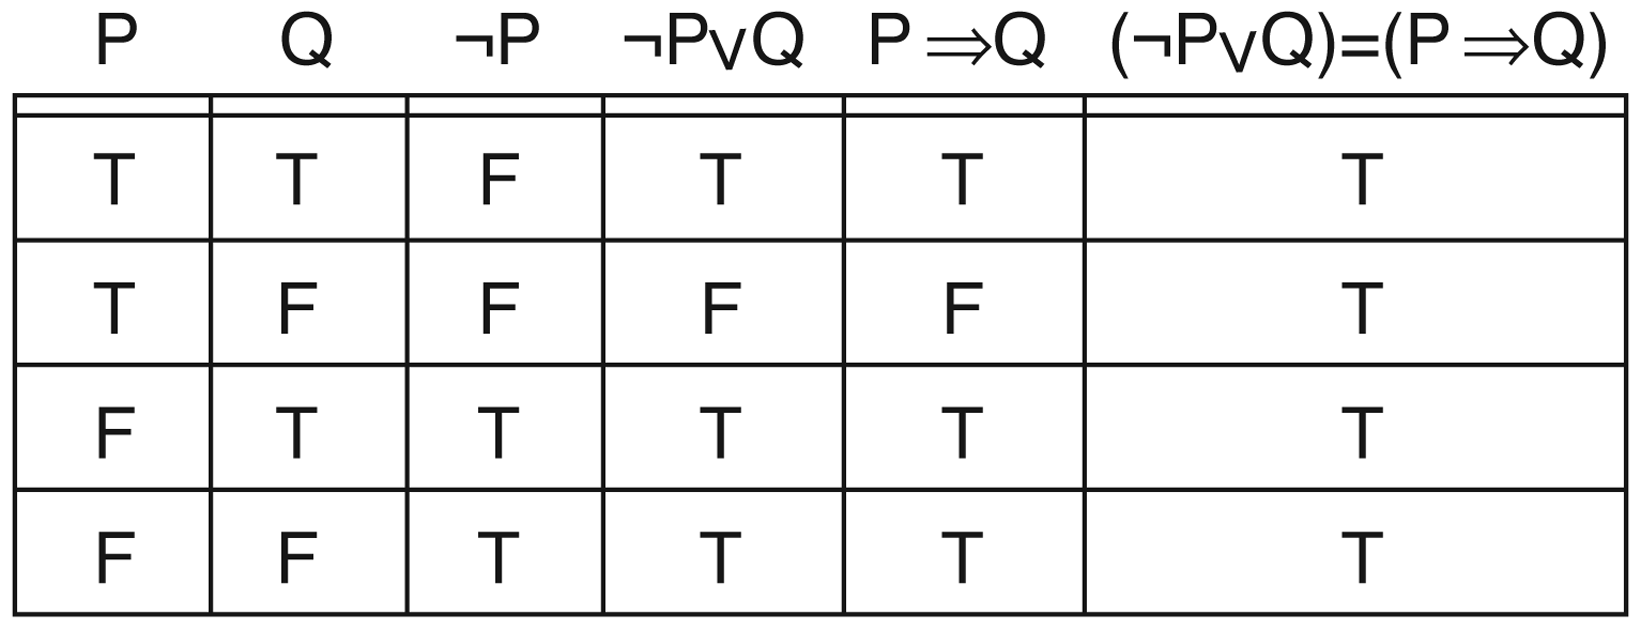 P Q ¬P ¬P∨Q P ⇒Q (¬P∨Q)=(P ⇒Q)
T T F T T T
T F F F F T
F T T T T T
F F T T T T